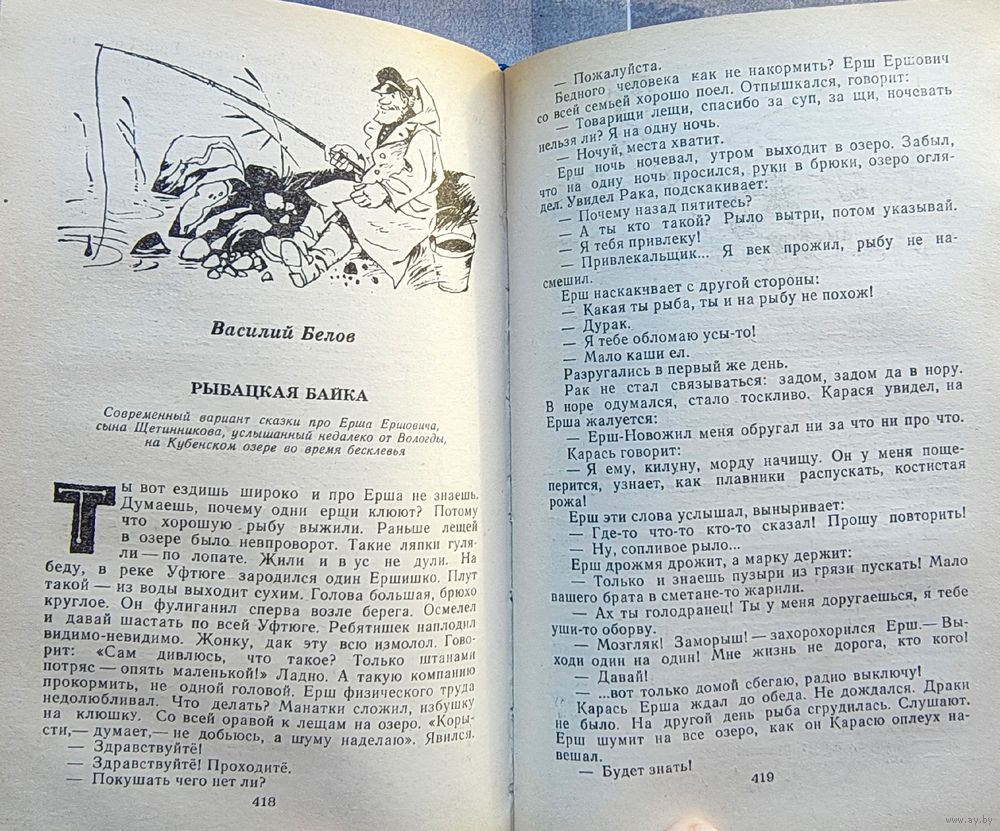 Василий Белов
РЫБАЦКАЯ БАЙКА
Современный вариант сказки про Ерша Ершовича,
сына Щетинникова, услышанный недалеко от Вологды,
на Кубенском озере во время бесклевья
Ты вот ездишь широко и про Ерша не знаешь.
Думаешь, почему одни ерши клюют? Потому
что хорошую рыбу выжили. Раньше лещей
в озере было невпроворот. Такие ляпки гуля-
ли — по лопате. Жили и в ус не дули. На
беду, в реке Уфтюге зародился один Ершишко. Плут
такой — из воды выходит сухим. Голова большая, брюхо
круглое. Он фулиганил сперва возле берега. Осмелел
и давай шастать по всей Уфтюге. Ребятишек наплодил
видимо-невидимо. Жонку, дак эту всю измолол. Гово-
рит: «Сам дивлюсь, что такое? Только штанами
потряс — опять маленькой!» Ладно. А такую компанию
прокормить, не одной головой. Ерш физического труда
недолюбливал. Что делать? Манатки сложил, избушку
на клюшку. Со всей оравой к лещам на озеро. «Коры-
сти,— думает,— не добьюсь, а шуму наделаю». Явился.
— Здравствуйтё!
— Здравствуйтё! Проходитё.
— Покушать чего нет ли?
418
— Пожалуйста.
Бедного человека как не накормить? Ерш Ершович
со всей семьей хорошо поел. Отпышкался, говорит:
— Товарищи лещи, спасибо за суп, за щи, ночевать
нельзя ли? Я на одну ночь.
— Ночуй, места хватит.
Ерш ночь ночевал, утром выходит в озеро. Забыл,
что на одну ночь просился, руки в брюки, озеро огля-
дел. Увидел Рака, подскакивает:
— Почему назад пятитесь?
— А ты кто такой? Рыло вытри, потом указывай.
— Я тебя привлеку!
— Привлекальщик... Я век прожил, рыбу не на-
смешил.
Ерш наскакивает с другой стороны:
— Какая ты рыба, ты и на рыбу не похож!
— Дурак.
— Я тебе обломаю усы-то!
— Мало каши ел.
Разругались в первый же день.
Рак не стал связываться: задом, задом да в нору.
В норе одумался, стало тоскливо. Карася увидел, на
Ерша жалуется:
— Ерш-Новожил меня обругал ни за что ни про что.
Карась говорит:
— Я ему, килуну, морду начищу. Он у меня поще-
перится, узнает, как плавники распускать, костистая
рожа!
Ерш эти слова услышал, выныривает:
— Где-то что-то кто-то сказал! Прошу повторить!
— Ну, сопливое рыло...
Ерш дрожмя дрожит, а марку держит:
— Только и знаешь пузыри из грязи пускать! Мало
вашего брата в сметане-то жарили.
— Ах ты голодранец! Ты у меня доругаешься, я тебе
уши-то оборву.
— Мозгляк! Заморыш! — захорохорился Ерш.— Вы-
ходи один на один! Мне жизнь не дорога, кто кого!
— Давай!
— ...вот только домой сбегаю, радио выключу!
Карась Ерша ждал до обеда. Не дождался. Драки
не было. На другой день рыба сгрудилась. Слушают.
Ерш шумит на все озеро, как он Карасю оплеух на-
вешал.
— Будет знать!
419
www.ay.by